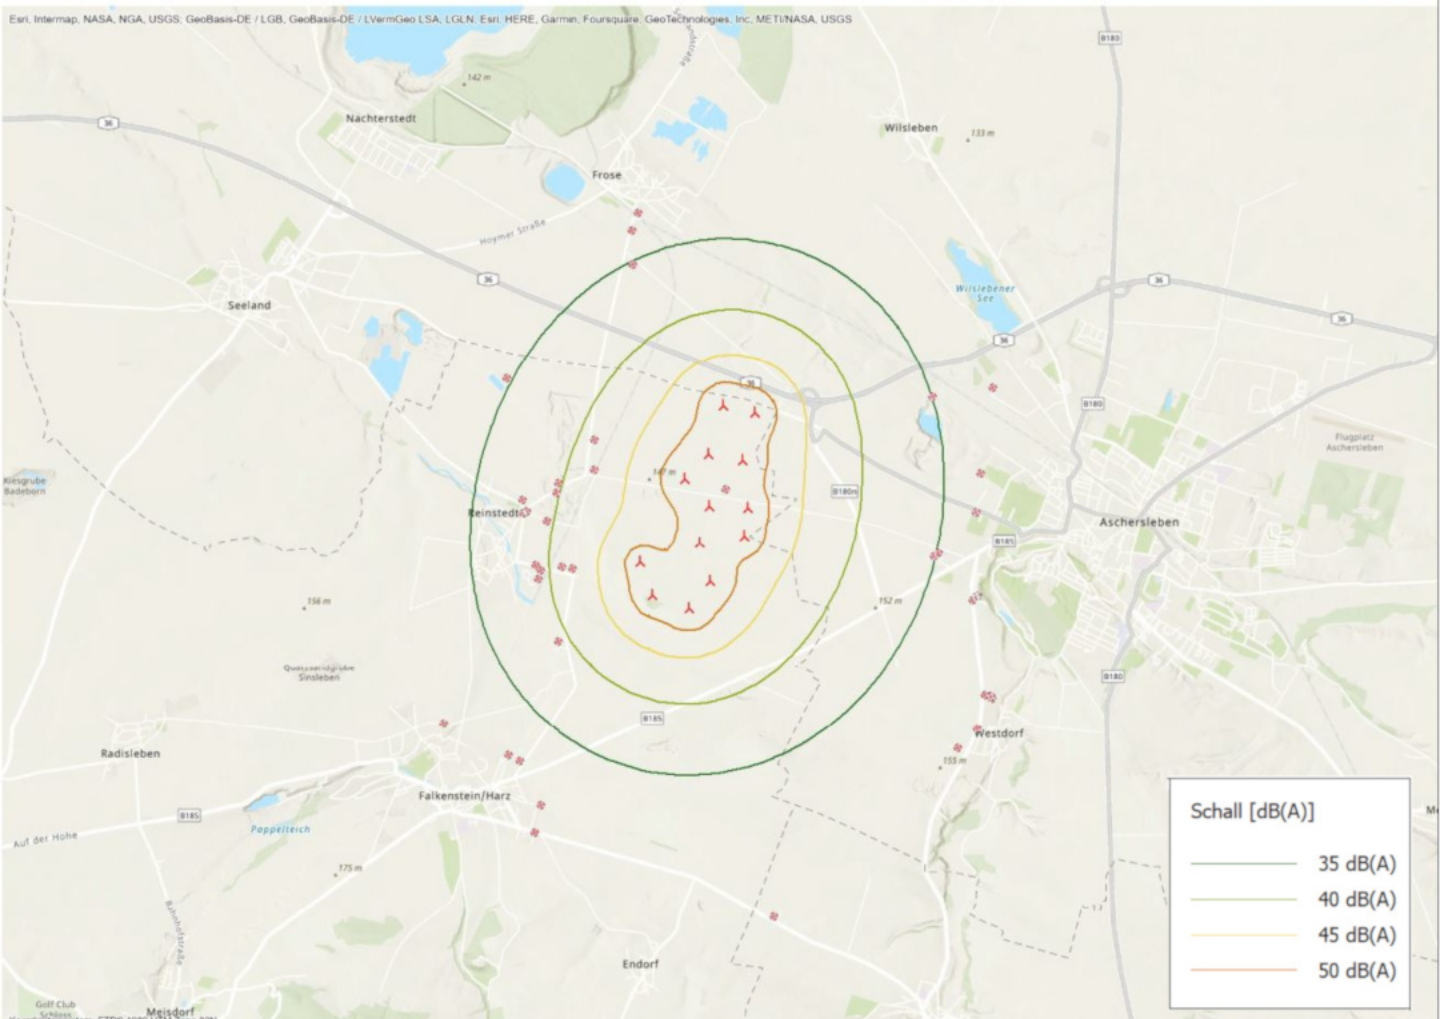 Esri, Intermap, NASA, NGA, USGS; GeoBasis-DE / LGB, GeoBasis-DE / LVermGeo LSA, LGLN, Esri, HERE, Garmin, Foursquare, GeoTechnologies, Inc, METI/NASA, USGS
B180
142 m
Nachterstedt
36
Wilsleben
133 m
Frose
Hoymer Straße
36
36
Seeland
Wilslebener
See
36
36
36
B180
Flugplatz
Aschersleben
147 m
Kiesgrube
Badeborn
B180n
Reinstedt
Aschersleben
B185
156 m
152 m
Sinsleben
B180
B185
Radisleben
Westdorf
155 m
Falkenstein/Harz
B185
Poppelteich
Auf der Hohe
175 m
Bahnhofstraße
Endorf
Golf Club
Schloss
Meisdorf
Schall [dB(A)]
35 dB(A)
40 dB(A)
45 dB(A)
50 dB(A)